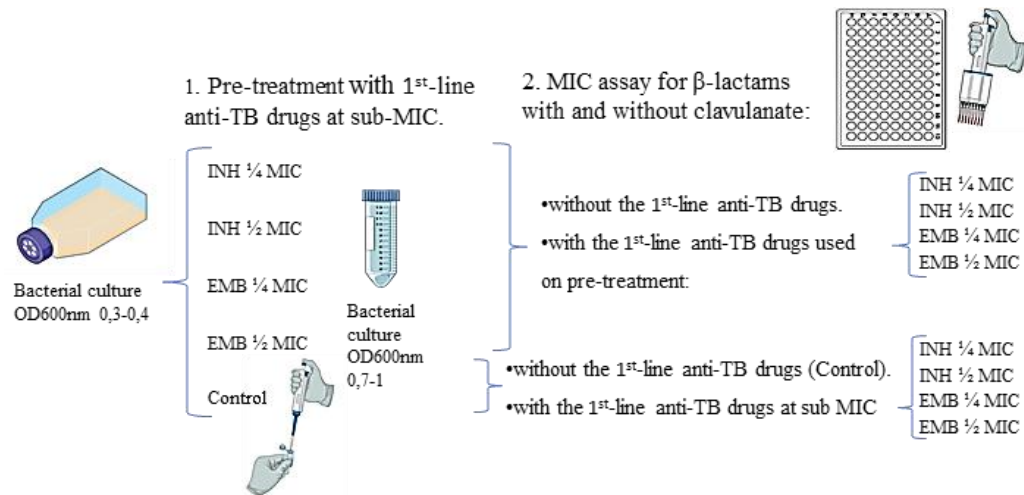 1. Pre-treatment with 1st-line
anti-TB drugs at sub-MIC.
2. MIC assay for β-lactams
with and without clavulanate:
Bacterial culture
OD600nm 0,3-0,4
INH ¼ MIC
INH ½ MIC
EMB ¼ MIC
EMB ½ MIC
Control
Bacterial
culture
OD600nm
0,7-1
•without the 1st-line anti-TB drugs.
•with the 1st-line anti-TB drugs used
on pre-treatment:
INH ¼ MIC
INH ½ MIC
EMB ¼ MIC
EMB ½ MIC
•without the 1st-line anti-TB drugs (Control).
•with the 1st-line anti-TB drugs at sub MIC
INH ¼ MIC
INH ½ MIC
EMB ¼ MIC
EMB ½ MIC